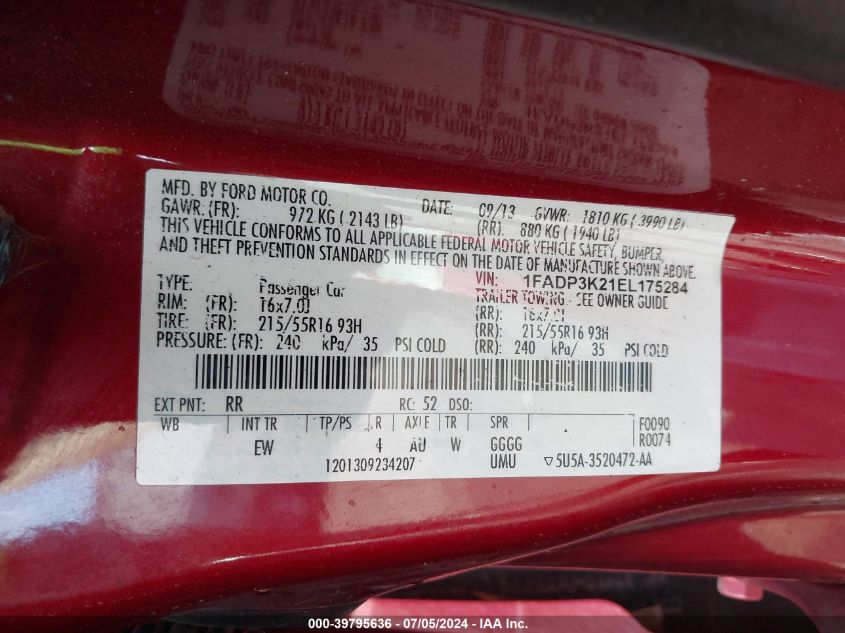 MFD. BY FORD MOTOR CO. DATE: 09/13 GVWR: 1810 KG ( 3990 LB)
GAWR: (FR): 972 KG ( 2143 LB) (RR): 880 KG ( 1940 LB)
THIS VEHICLE CONFORMS TO ALL APPLICABLE FEDERAL MOTOR VEHICLE SAFETY, BUMPER,
AND THEFT PREVENTION STANDARDS IN EFFECT ON THE DATE OF MANUFACTURE SHOWN ABOVE.
VIN: 1FADP3K21EL175284
TYPE: Passenger Car TRAILER TOWING - SEE OWNER GUIDE
RIM: (FR): 16x7.0J (RR): 16x7.0J
TIRE: (FR): 215/55R16 93H (RR): 215/55R16 93H
PRESSURE: (FR): 240 kPa/ 35 PSI COLD (RR): 240 kPa/ 35 PSI COLD
EXT PNT: RR RC: 52 DSO:
WB INT TR TP/PS R AXLE TR SPR F0090
EW 4 AU W GGGG R0074
1201309234207 UMU ▽5U5A-3520472-AA
000-39795636 - 07/05/2024 - IAA Inc.